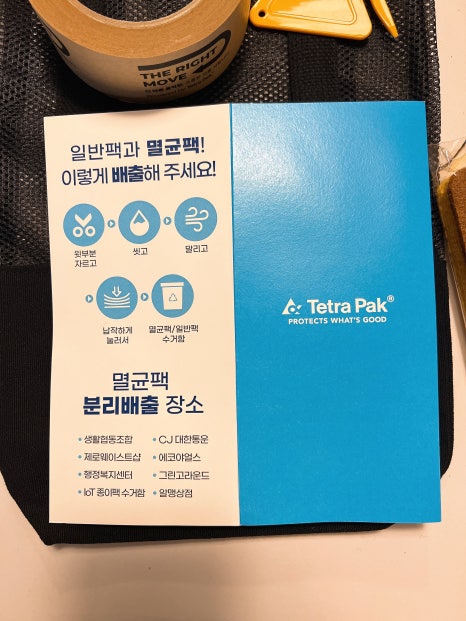 THE RIGHT
MOVE
일반팩과 멸균팩!
이렇게 배출해 주세요!
윗부분
자르고
씻고
말리고
납작하게
눌러서
멸균팩/일반팩
수거함
멸균팩
분리배출 장소
• 생활협동조합
• 제로웨이스트샵
• 행정복지센터
• IoT 종이팩 수거함
• CJ 대한통운
• 에코야얼스
• 그린고라운드
• 알맹상점
Tetra Pak®
PROTECTS WHAT'S GOOD